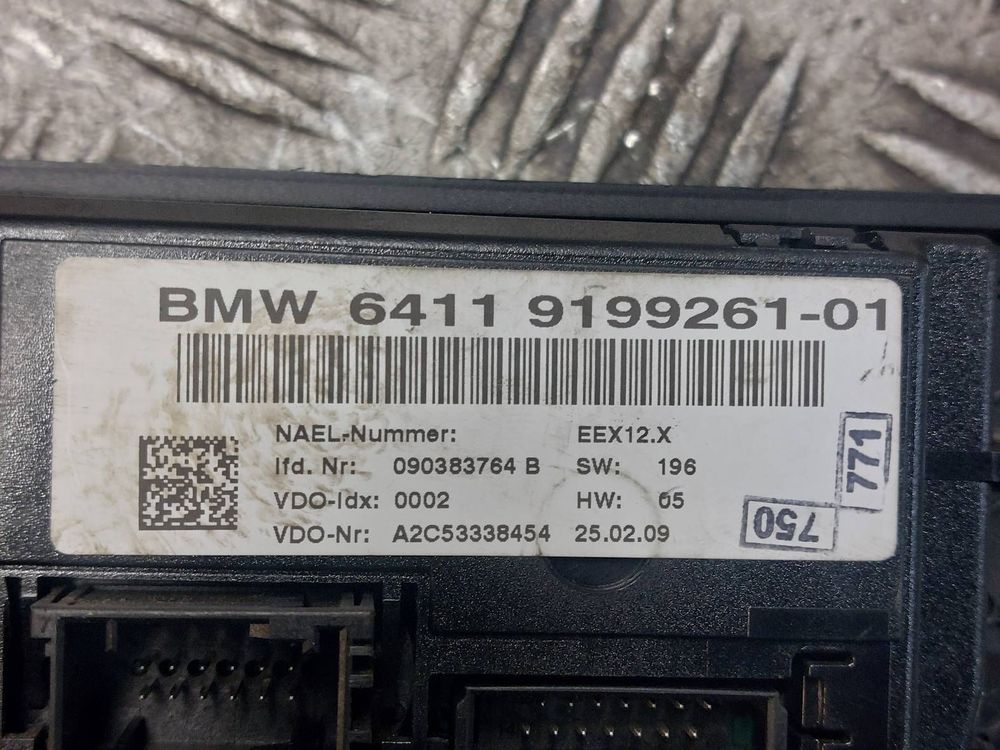 BMW 6411 9199261-01
NAEL-Nummer: EEX12.X
lfd. Nr: 090383764 B SW: 196
VDO-Idx: 0002 HW: 05
VDO-Nr: A2C53338454 25.02.09
771
750